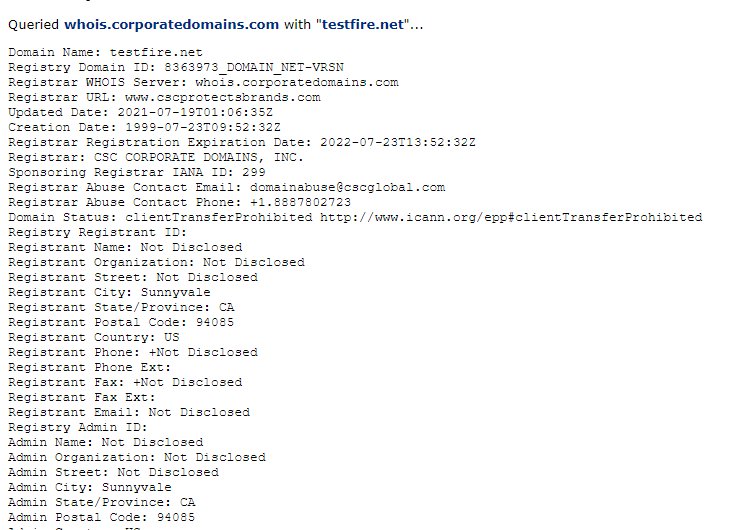 Queried whois.corporatedomains.com with "testfire.net"...
Domain Name: testfire.net
Registry Domain ID: 8363973_DOMAIN_NET-VRSN
Registrar WHOIS Server: whois.corporatedomains.com
Registrar URL: www.cscprotectsbrands.com
Updated Date: 2021-07-19T01:06:35Z
Creation Date: 1999-07-23T09:52:32Z
Registrar Registration Expiration Date: 2022-07-23T13:52:32Z
Registrar: CSC CORPORATE DOMAINS, INC.
Sponsoring Registrar IANA ID: 299
Registrar Abuse Contact Email: domainabuse@cscglobal.com
Registrar Abuse Contact Phone: +1.8887802723
Domain Status: clientTransferProhibited http://www.icann.org/epp#clientTransferProhibited
Registry Registrant ID:
Registrant Name: Not Disclosed
Registrant Organization: Not Disclosed
Registrant Street: Not Disclosed
Registrant City: Sunnyvale
Registrant State/Province: CA
Registrant Postal Code: 94085
Registrant Country: US
Registrant Phone: +Not Disclosed
Registrant Phone Ext:
Registrant Fax: +Not Disclosed
Registrant Fax Ext:
Registrant Email: Not Disclosed
Registry Admin ID:
Admin Name: Not Disclosed
Admin Organization: Not Disclosed
Admin Street: Not Disclosed
Admin City: Sunnyvale
Admin State/Province: CA
Admin Postal Code: 94085